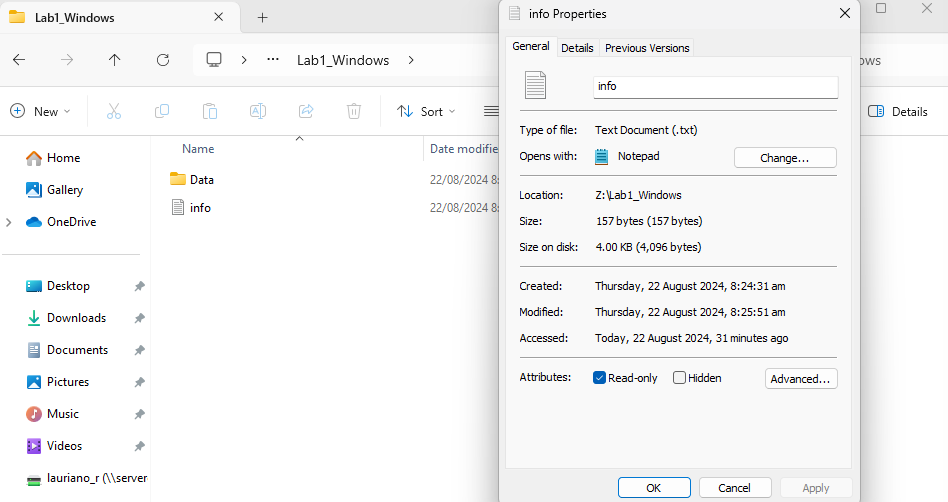 Lab1_Windows
Lab1_Windows
ows
New
Sort
Details
Home
Gallery
OneDrive
Desktop
Downloads
Documents
Pictures
Music
Videos
lauriano_r (\\server
Name
Date modifie
Data
22/08/2024 8:
info
22/08/2024 8:
info Properties
General
Details
Previous Versions
info
Type of file:
Text Document (.txt)
Opens with:
Notepad
Change...
Location:
Z:\Lab1_Windows
Size:
157 bytes (157 bytes)
Size on disk:
4.00 KB (4,096 bytes)
Created:
Thursday, 22 August 2024, 8:24:31 am
Modified:
Thursday, 22 August 2024, 8:25:51 am
Accessed:
Today, 22 August 2024, 31 minutes ago
Attributes:
Read-only
Hidden
Advanced...
OK
Cancel
Apply